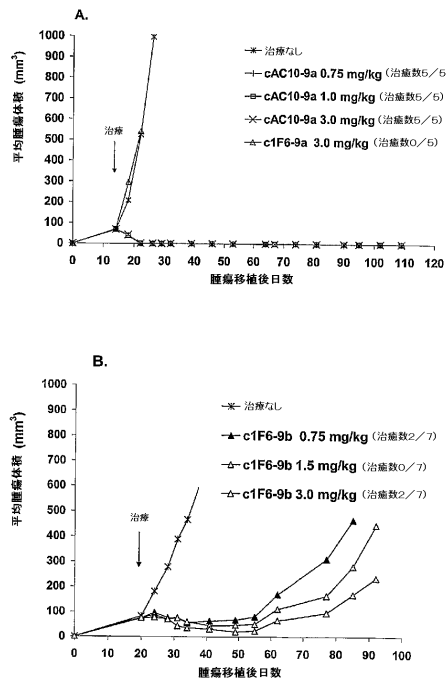 A.
1000
900
800
700
600
500
400
300
200
100
0
平均腫瘍体積 (mm³)
治療
治療なし
cAC10-9a 0.75 mg/kg (治癒数5/5)
cAC10-9a 1.0 mg/kg (治癒数5/5)
cAC10-9a 3.0 mg/kg (治癒数5/5)
c1F6-9a 3.0 mg/kg (治癒数0/5)
0 10 20 30 40 50 60 70 80 90 100 110 120
腫瘍移植後日数
B.
1000
900
800
700
600
500
400
300
200
100
0
平均腫瘍体積 (mm³)
治療
治療なし
c1F6-9b 0.75 mg/kg (治癒数2/7)
c1F6-9b 1.5 mg/kg (治癒数0/7)
c1F6-9b 3.0 mg/kg (治癒数2/7)
0 10 20 30 40 50 60 70 80 90 100
腫瘍移植後日数